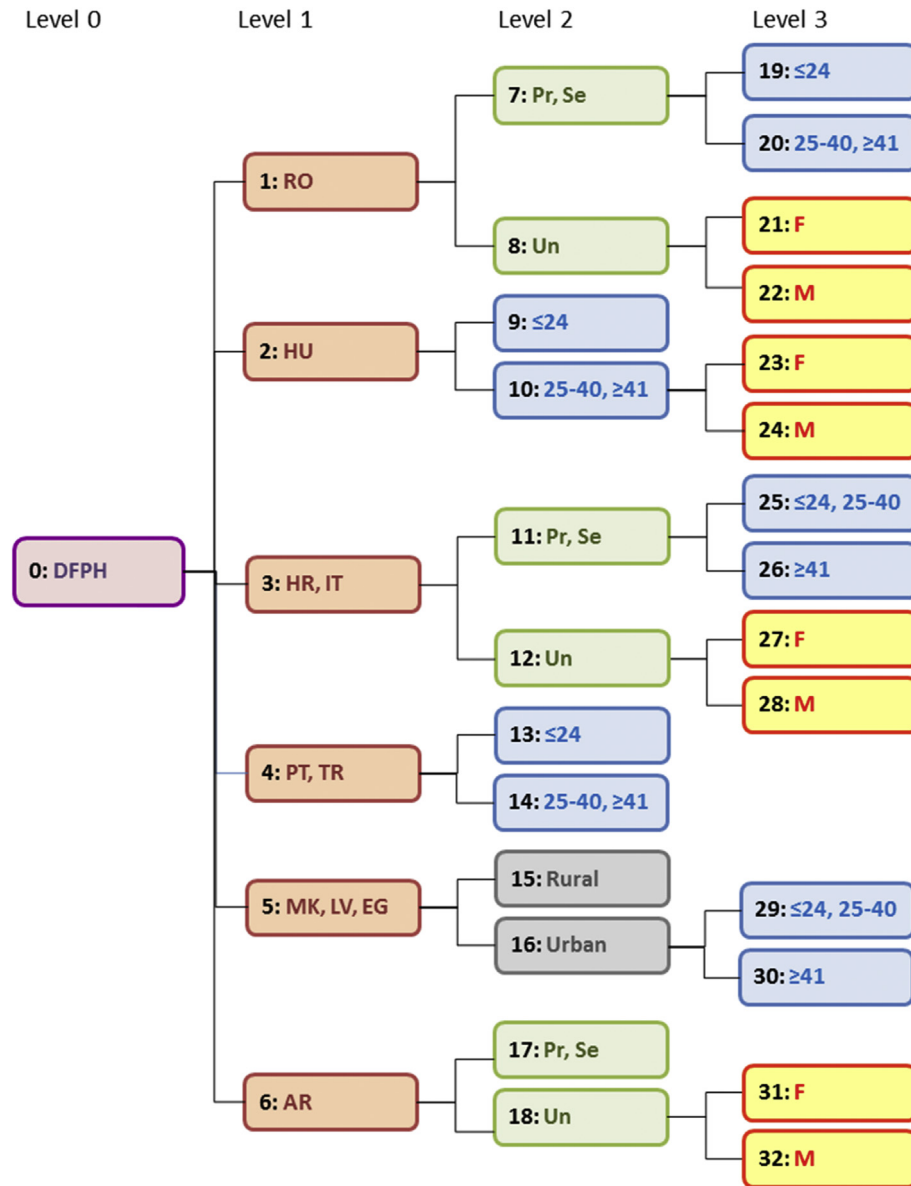 Level 0
Level 1
Level 2
Level 3
0: DFPH
1: RO
2: HU
3: HR, IT
4: PT, TR
5: MK, LV, EG
6: AR
7: Pr, Se
8: Un
9: ≤24
10: 25-40, ≥41
11: Pr, Se
12: Un
13: ≤24
14: 25-40, ≥41
15: Rural
16: Urban
17: Pr, Se
18: Un
19: ≤24
20: 25-40, ≥41
21: F
22: M
23: F
24: M
25: ≤24, 25-40
26: ≥41
27: F
28: M
29: ≤24, 25-40
30: ≥41
31: F
32: M